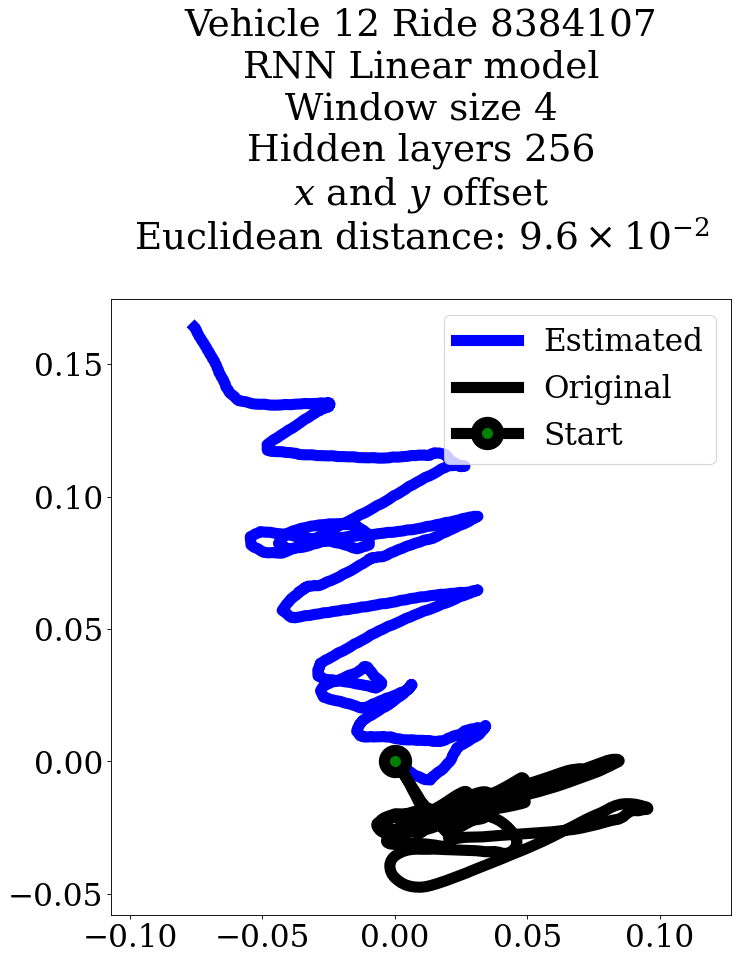 Vehicle 12 Ride 8384107
RNN Linear model
Window size 4
Hidden layers 256
x and y offset
Euclidean distance: 9.6 × 10⁻²
Estimated
Original
Start
0.15
0.10
0.05
0.00
−0.05
−0.10 −0.05 0.00 0.05 0.10